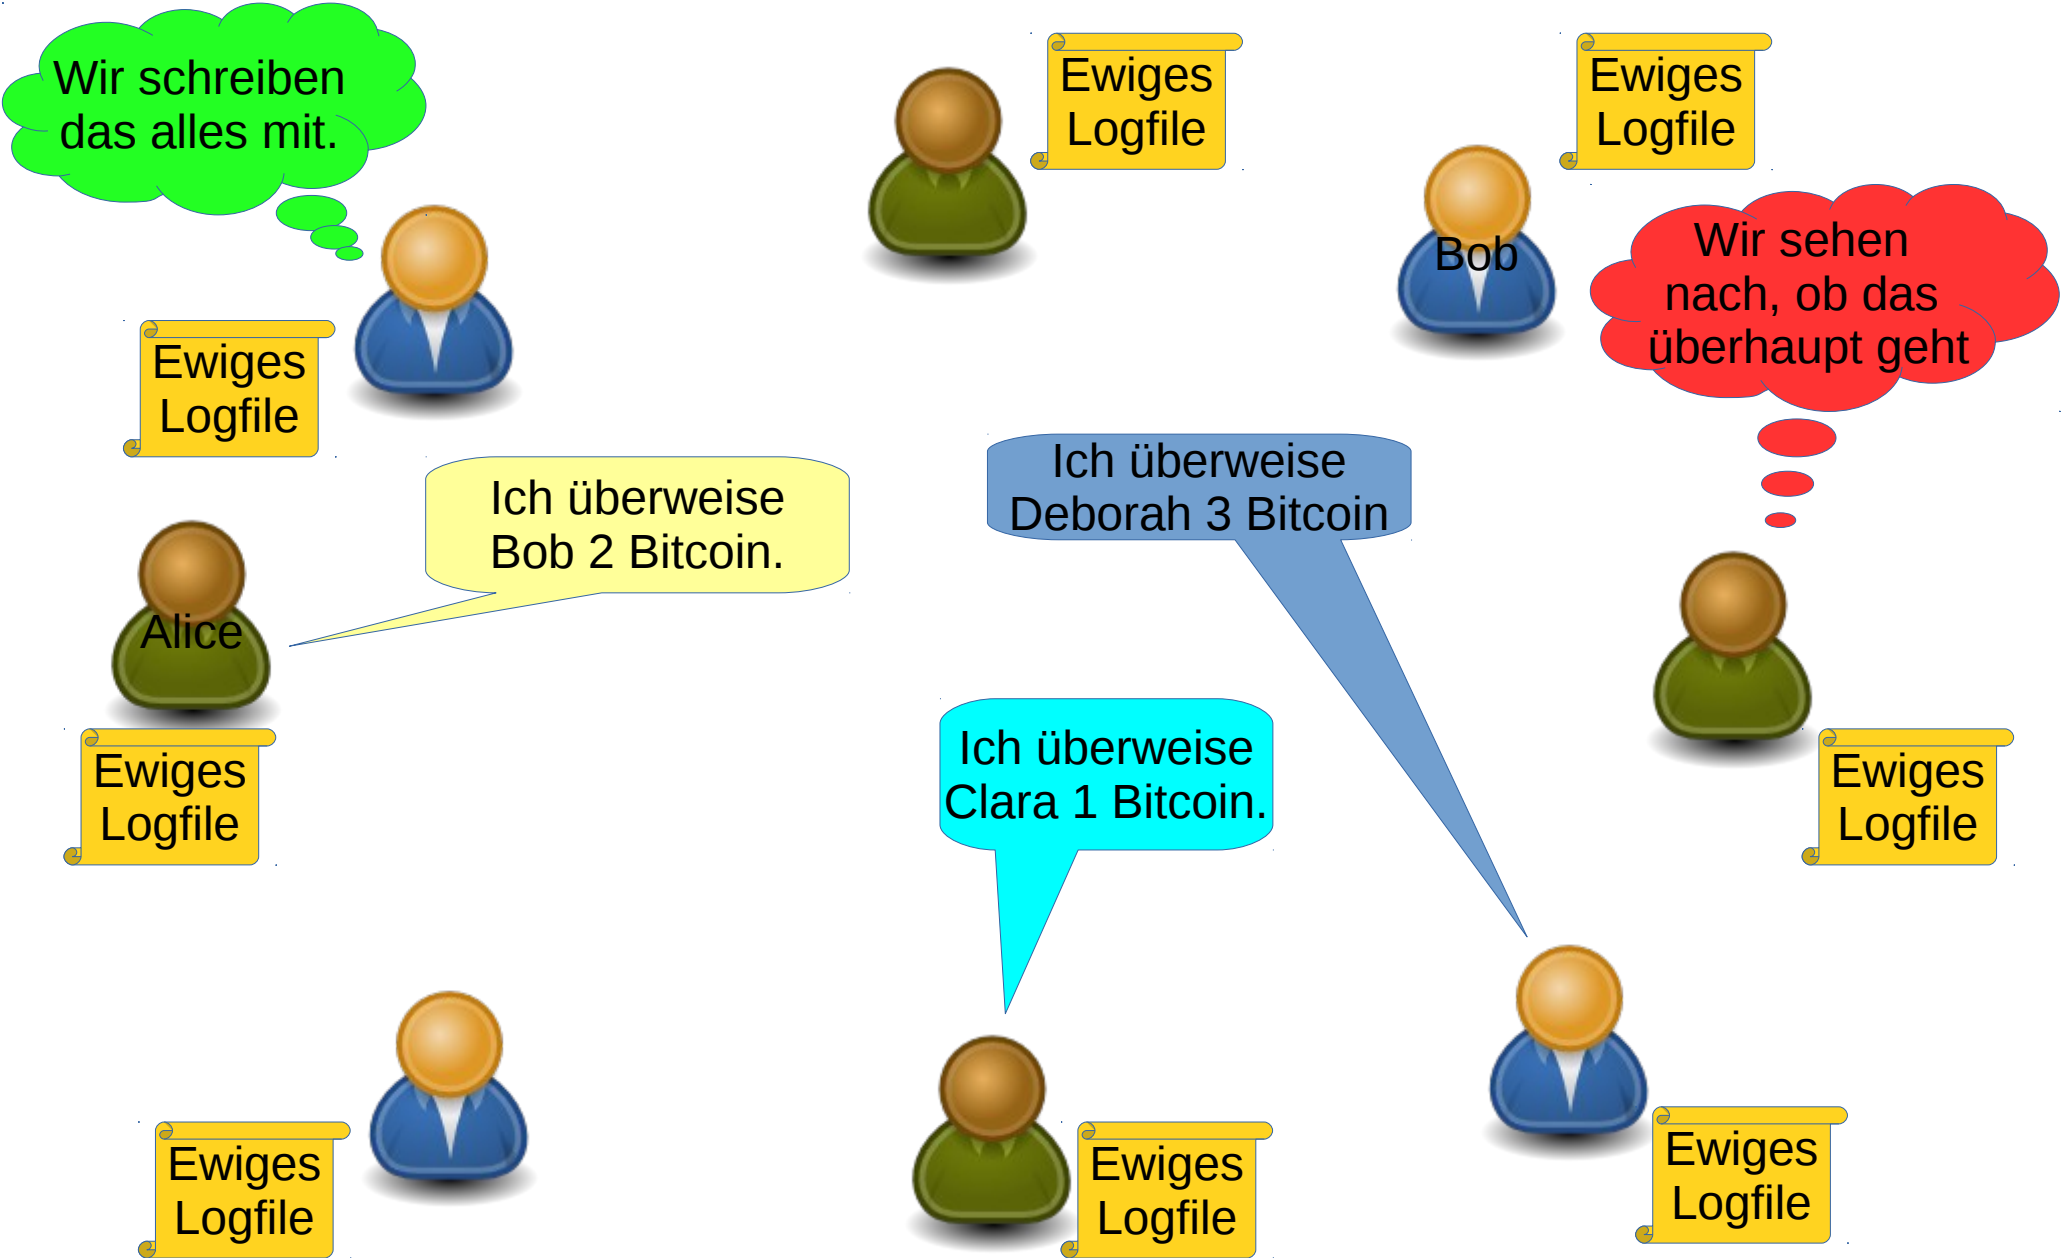 Wir schreiben
das alles mit.
Ewiges
Logfile
Ewiges
Logfile
Bob
Wir sehen
nach, ob das
überhaupt geht
Ewiges
Logfile
Ich überweise
Bob 2 Bitcoin.
Ich überweise
Deborah 3 Bitcoin
Alice
Ewiges
Logfile
Ich überweise
Clara 1 Bitcoin.
Ewiges
Logfile
Ewiges
Logfile
Ewiges
Logfile
Ewiges
Logfile